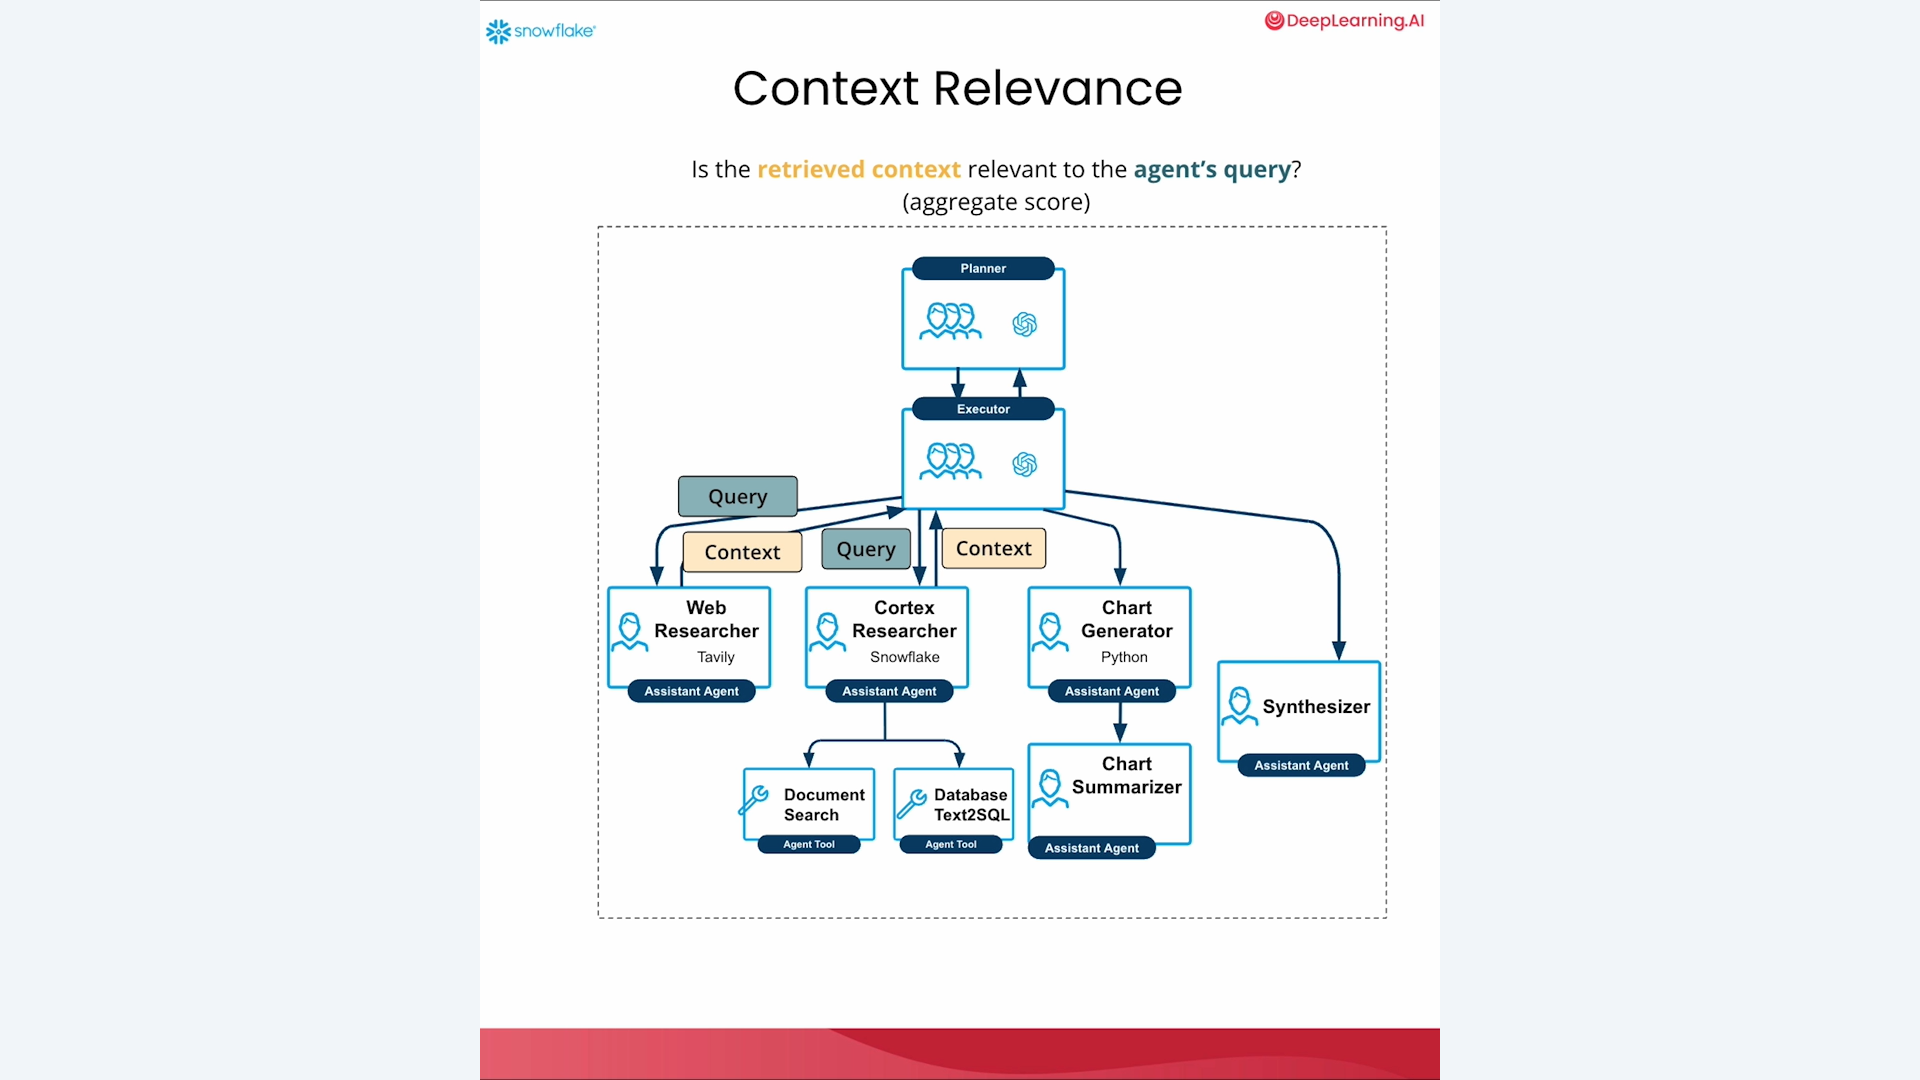 snowflake®
DeepLearning.AI
Context Relevance
Is the retrieved context relevant to the agent’s query?
(aggregate score)
Planner
Executor
Query
Context
Query
Context
Web
Researcher
Tavily
Assistant Agent
Cortex
Researcher
Snowflake
Assistant Agent
Chart
Generator
Python
Assistant Agent
Synthesizer
Assistant Agent
Document
Search
Agent Tool
Database
Text2SQL
Agent Tool
Chart
Summarizer
Assistant Agent